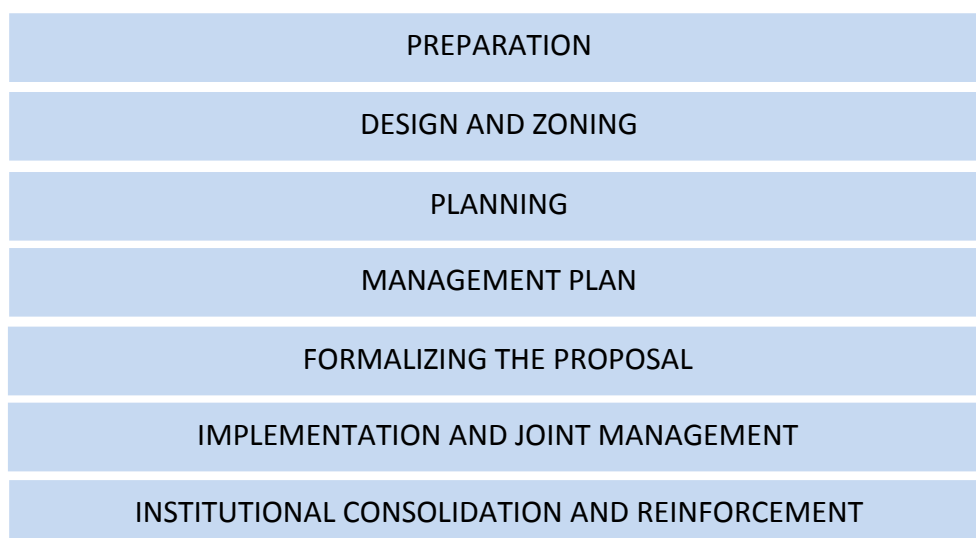 PREPARATION
DESIGN AND ZONING
PLANNING
MANAGEMENT PLAN
FORMALIZING THE PROPOSAL
IMPLEMENTATION AND JOINT MANAGEMENT
INSTITUTIONAL CONSOLIDATION AND REINFORCEMENT